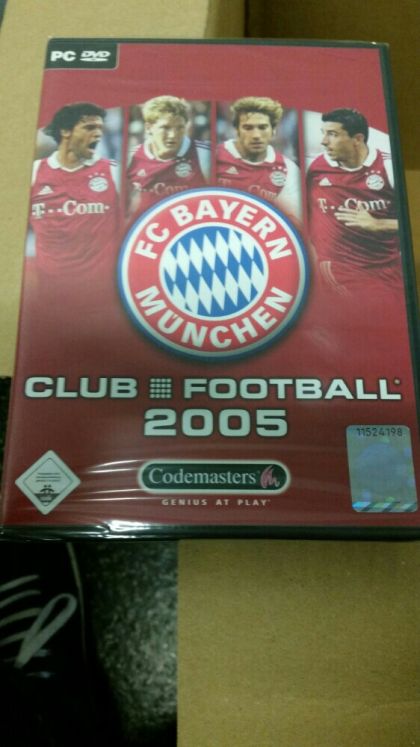 PC DVD
T··Com·
·Com
T··Com·
T··Com·
FC BAYERN
MÜNCHEN
CLUB FOOTBALL
2005
11524198
Codemasters
GENIUS AT PLAY